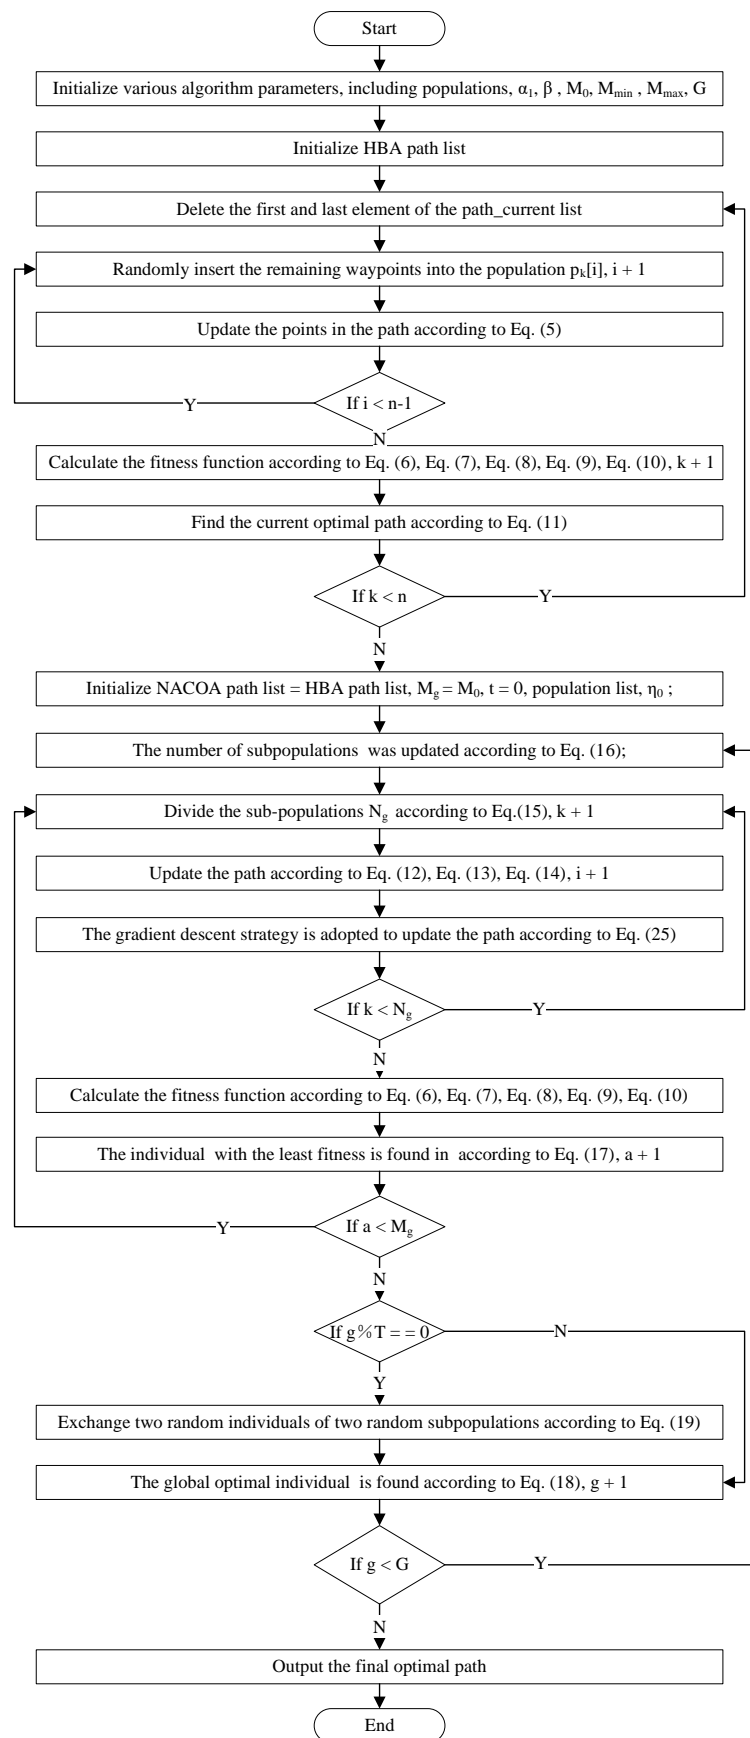 Start
Initialize various algorithm parameters, including populations, α₁, β , M₀, Mₘᵢₙ , Mₘₐₓ, G
Initialize HBA path list
Delete the first and last element of the path_current list
Randomly insert the remaining waypoints into the population pₖ[i], i + 1
Update the points in the path according to Eq. (5)
If i < n-1
Y
N
Calculate the fitness function according to Eq. (6), Eq. (7), Eq. (8), Eq. (9), Eq. (10), k + 1
Find the current optimal path according to Eq. (11)
If k < n
Y
N
Initialize NACOA path list = HBA path list, M_g = M₀, t = 0, population list, η₀ ;
The number of subpopulations was updated according to Eq. (16);
Divide the sub-populations N_g according to Eq.(15), k + 1
Update the path according to Eq. (12), Eq. (13), Eq. (14), i + 1
The gradient descent strategy is adopted to update the path according to Eq. (25)
If k < N_g
Y
N
Calculate the fitness function according to Eq. (6), Eq. (7), Eq. (8), Eq. (9), Eq. (10)
The individual with the least fitness is found in according to Eq. (17), a + 1
If a < M_g
Y
N
If g%T = = 0
N
Y
Exchange two random individuals of two random subpopulations according to Eq. (19)
The global optimal individual is found according to Eq. (18), g + 1
If g < G
Y
N
Output the final optimal path
End